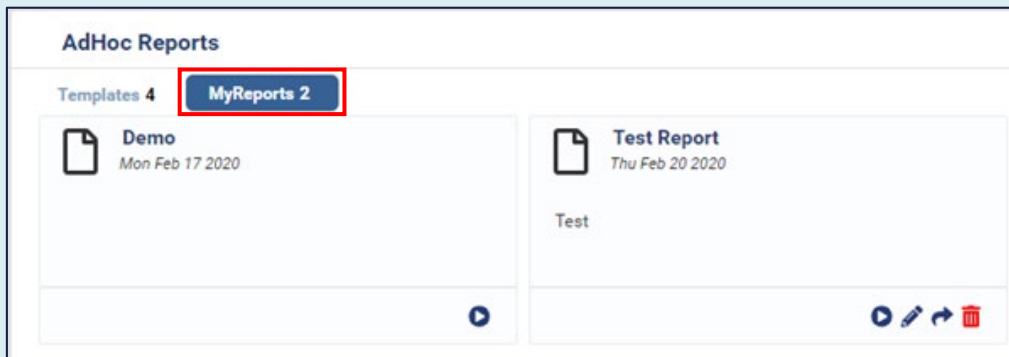 AdHoc Reports
Templates 4 MyReports 2
Demo
Mon Feb 17 2020
Test Report
Thu Feb 20 2020
Test